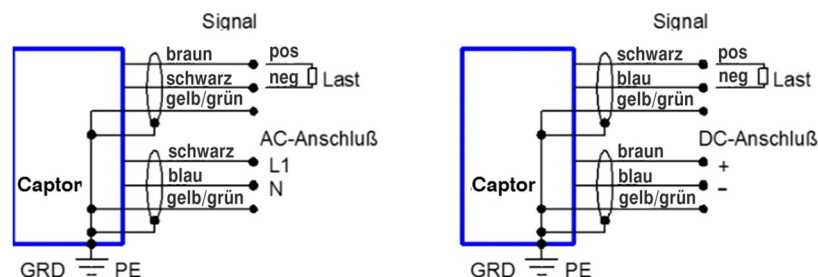 Signal
braun pos
schwarz neg Last
gelb/grün
AC-Anschluß
schwarz L1
blau N
Captor
gelb/grün
GRD PE
Signal
schwarz pos
blau neg Last
gelb/grün
DC-Anschluß
braun +
blau -
Captor
gelb/grün
GRD PE